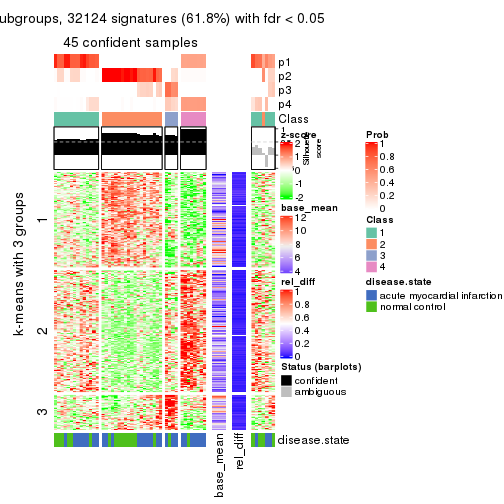 ubgroups, 32124 signatures (61.8%) with fdr < 0.05
45 confident samples
p1
p2
p3
p4
Class
1
0
Silhouette
score
z-score
2
1
0
-1
-2
base_mean
12
10
8
6
4
rel_diff
1
0.8
0.6
0.4
0.2
0
Status (barplots)
confident
ambiguous
Prob
1
0.8
0.6
0.4
0.2
0
Class
1
2
3
4
disease.state
acute myocardial infarction
normal control
k-means with 3 groups
1
2
3
disease.state
base_mean
rel_diff